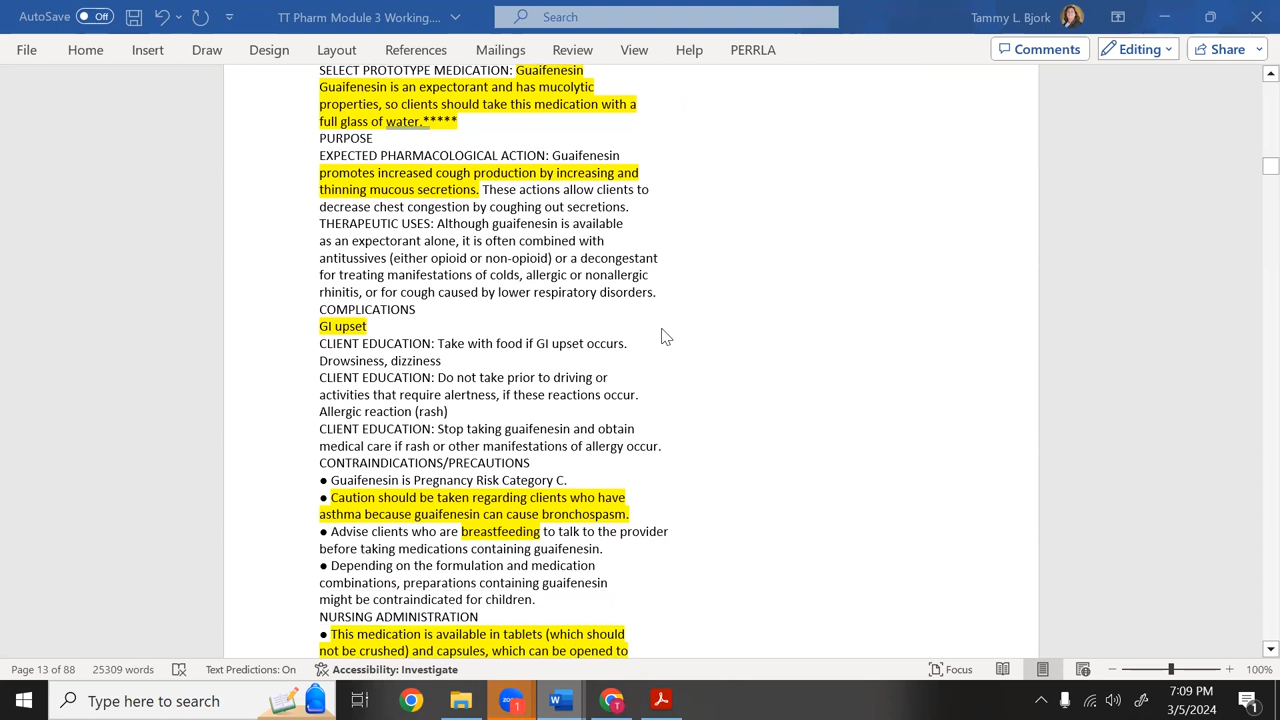 AutoSave Off TT Pharm Module 3 Working.... Search Tammy L. Bjork
File Home Insert Draw Design Layout References Mailings Review View Help PERRLA Comments Editing Share
SELECT PROTOTYPE MEDICATION: Guaifenesin
Guaifenesin is an expectorant and has mucolytic
properties, so clients should take this medication with a
full glass of water.*****
PURPOSE
EXPECTED PHARMACOLOGICAL ACTION: Guaifenesin
promotes increased cough production by increasing and
thinning mucous secretions. These actions allow clients to
decrease chest congestion by coughing out secretions.
THERAPEUTIC USES: Although guaifenesin is available
as an expectorant alone, it is often combined with
antitussives (either opioid or non-opioid) or a decongestant
for treating manifestations of colds, allergic or nonallergic
rhinitis, or for cough caused by lower respiratory disorders.
COMPLICATIONS
GI upset
CLIENT EDUCATION: Take with food if GI upset occurs.
Drowsiness, dizziness
CLIENT EDUCATION: Do not take prior to driving or
activities that require alertness, if these reactions occur.
Allergic reaction (rash)
CLIENT EDUCATION: Stop taking guaifenesin and obtain
medical care if rash or other manifestations of allergy occur.
CONTRAINDICATIONS/PRECAUTIONS
● Guaifenesin is Pregnancy Risk Category C.
● Caution should be taken regarding clients who have
asthma because guaifenesin can cause bronchospasm.
● Advise clients who are breastfeeding to talk to the provider
before taking medications containing guaifenesin.
● Depending on the formulation and medication
combinations, preparations containing guaifenesin
might be contraindicated for children.
NURSING ADMINISTRATION
● This medication is available in tablets (which should
not be crushed) and capsules, which can be opened to
Page 13 of 88 25309 words Text Predictions: On Accessibility: Investigate Focus 100%
Type here to search zoom 1 W T 7:09 PM
3/5/2024 1